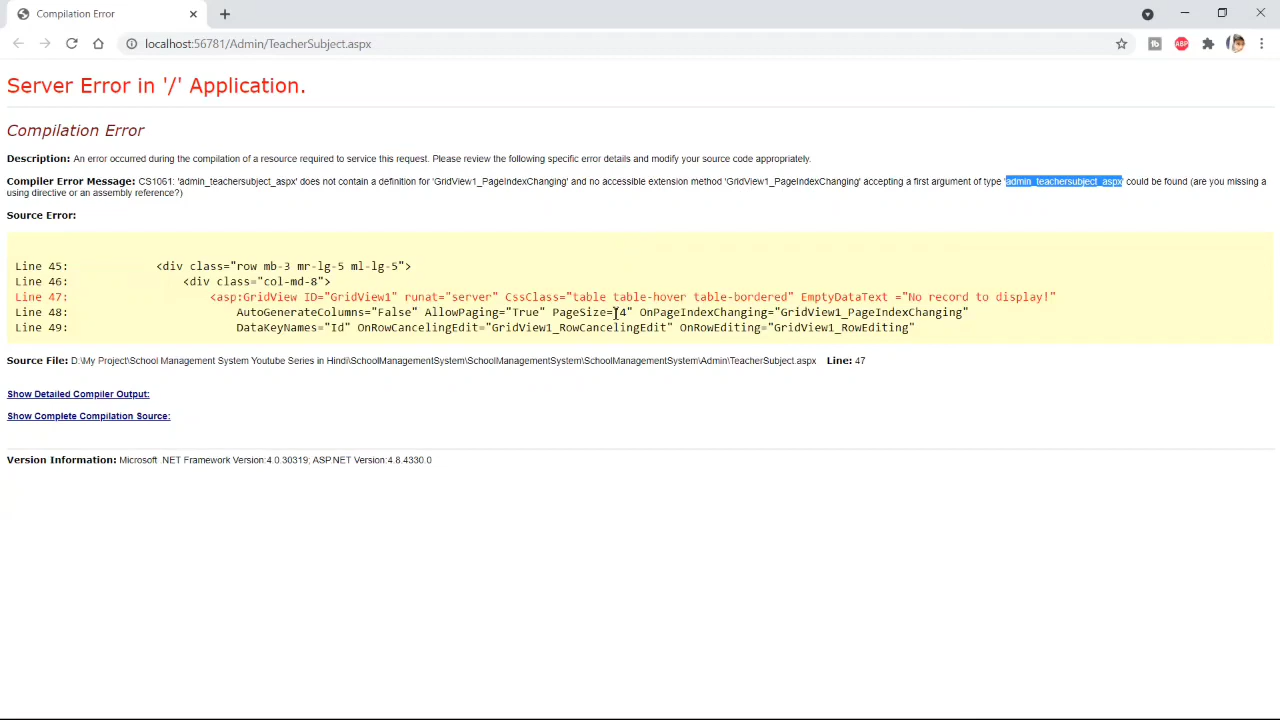 Compilation Error
localhost:56781/Admin/TeacherSubject.aspx
ABP
Server Error in '/' Application.
Compilation Error
Description: An error occurred during the compilation of a resource required to service this request. Please review the following specific error details and modify your source code appropriately.
Compiler Error Message: CS1061: 'admin_teachersubject_aspx' does not contain a definition for 'GridView1_PageIndexChanging' and no accessible extension method 'GridView1_PageIndexChanging' accepting a first argument of type 'admin_teachersubject_aspx' could be found (are you missing a
using directive or an assembly reference?)
Source Error:
Line 45: <div class="row mb-3 mr-lg-5 ml-lg-5">
Line 46: <div class="col-md-8">
Line 47: <asp:GridView ID="GridView1" runat="server" CssClass="table table-hover table-bordered" EmptyDataText ="No record to display!"
Line 48: AutoGenerateColumns="False" AllowPaging="True" PageSize="4" OnPageIndexChanging="GridView1_PageIndexChanging"
Line 49: DataKeyNames="Id" OnRowCancelingEdit="GridView1_RowCancelingEdit" OnRowEditing="GridView1_RowEditing"
Source File: D:\My Project\School Management System Youtube Series in Hindi\SchoolManagementSystem\SchoolManagementSystem\SchoolManagementSystem\Admin\TeacherSubject.aspx Line: 47
Show Detailed Compiler Output:
Show Complete Compilation Source:
Version Information: Microsoft .NET Framework Version:4.0.30319; ASP.NET Version:4.8.4330.0